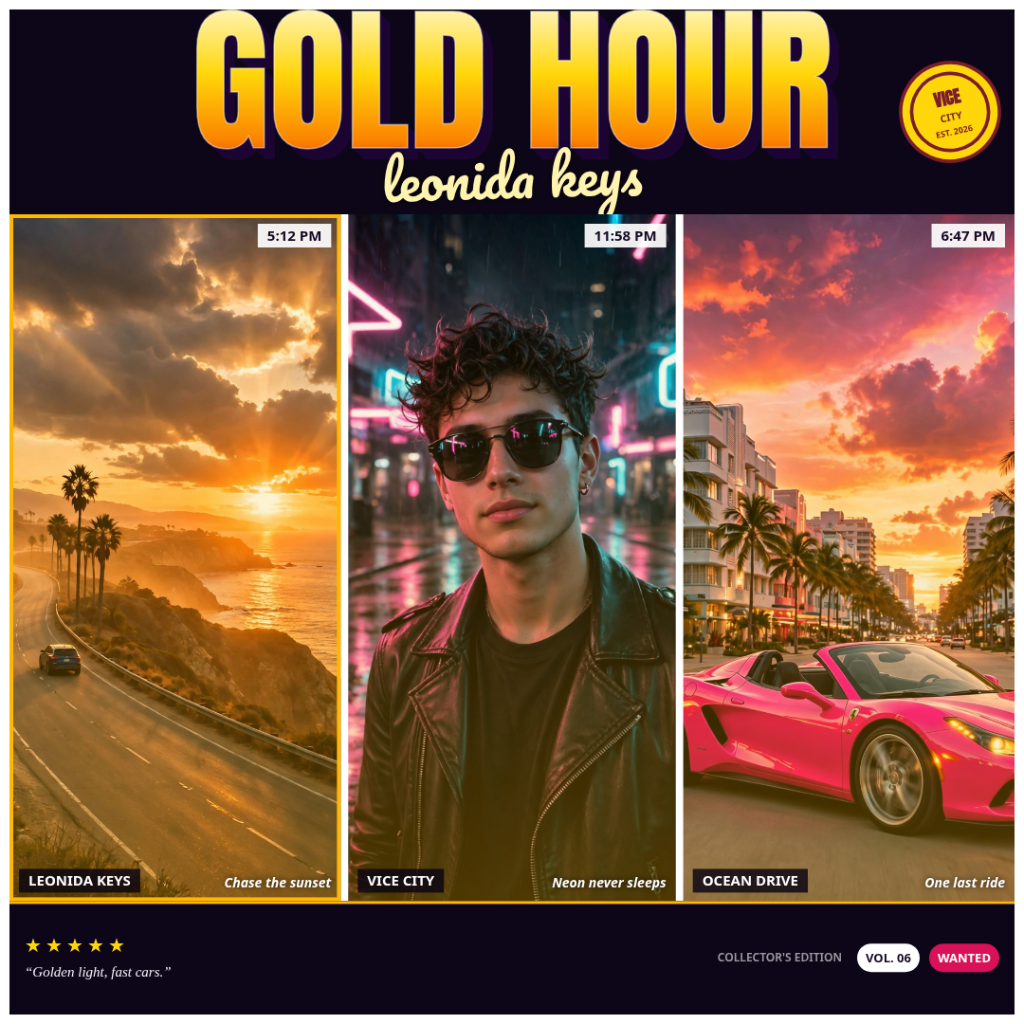 GOLD HOUR
leonida keys
VICE
CITY
EST. 2026
5:12 PM
11:58 PM
6:47 PM
LEONIDA KEYS
Chase the sunset
VICE CITY
Neon never sleeps
OCEAN DRIVE
One last ride
★★★★★
“Golden light, fast cars.”
COLLECTOR'S EDITION
VOL. 06
WANTED